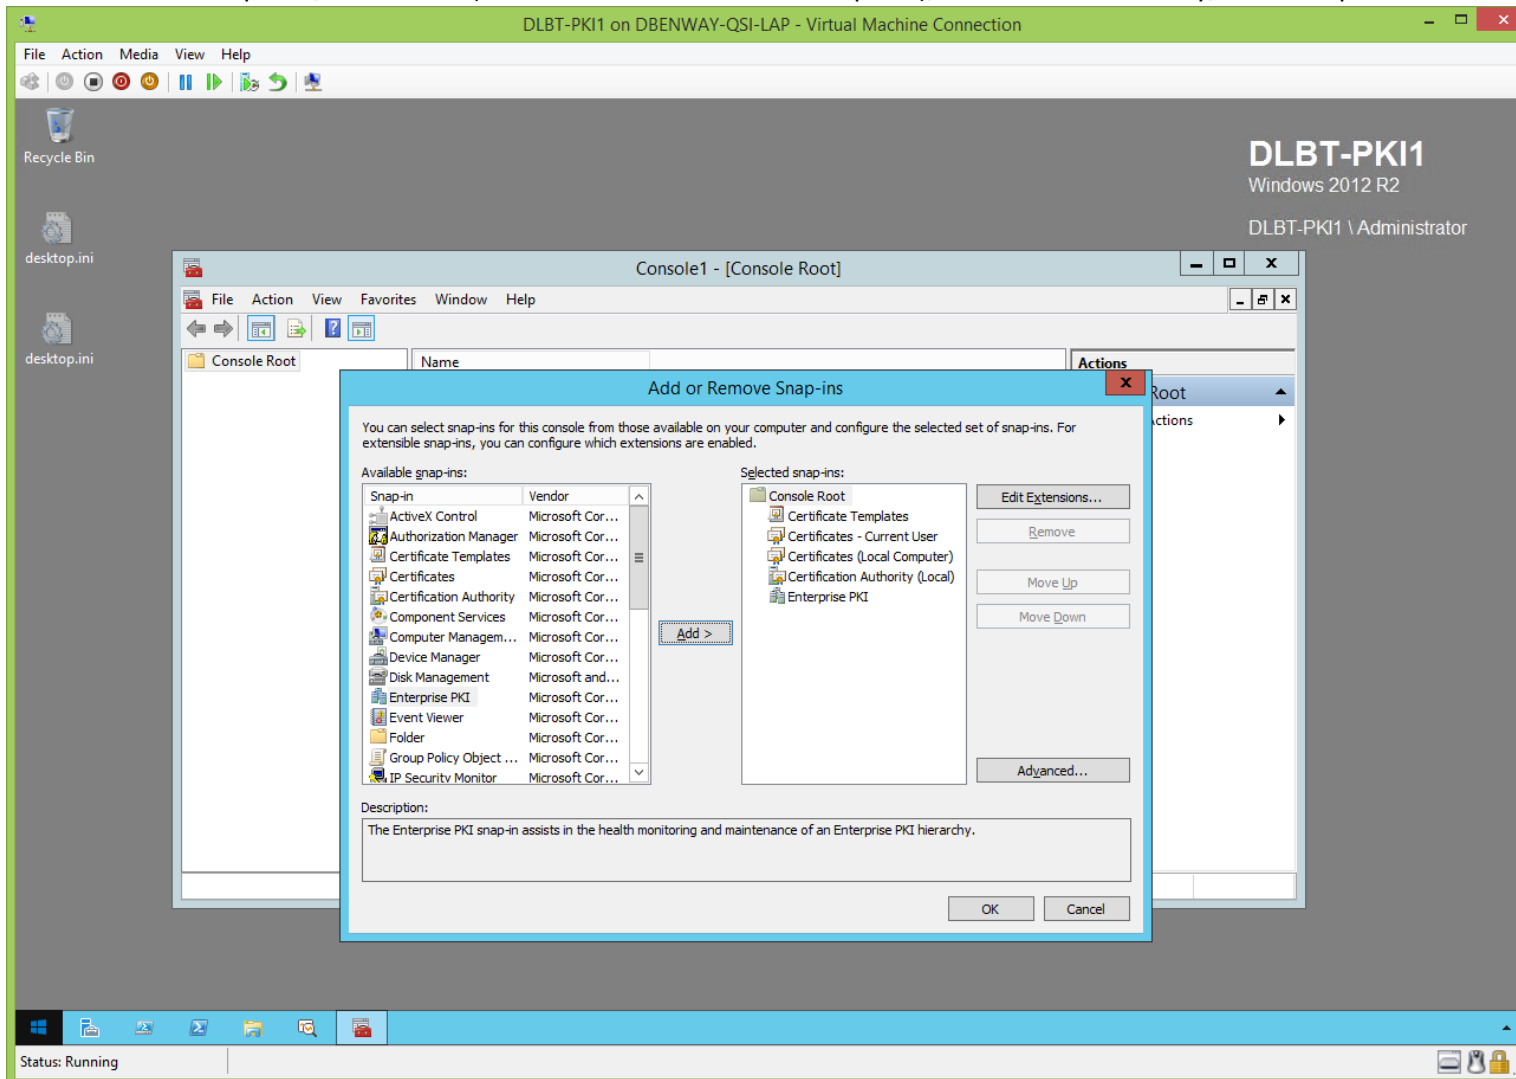 DLBT-PKI1 on DBENWAY-QSI-LAP - Virtual Machine Connection
File Action Media View Help
Recycle Bin
DLBT-PKI1
Windows 2012 R2
DLBT-PKI1 \ Administrator
desktop.ini
desktop.ini
Console1 - [Console Root]
File Action View Favorites Window Help
Console Root
Name
Actions
Root
Actions
Add or Remove Snap-ins
You can select snap-ins for this console from those available on your computer and configure the selected set of snap-ins. For
extensible snap-ins, you can configure which extensions are enabled.
Available snap-ins:
Snap-in Vendor
ActiveX Control Microsoft Cor...
Authorization Manager Microsoft Cor...
Certificate Templates Microsoft Cor...
Certificates Microsoft Cor...
Certification Authority Microsoft Cor...
Component Services Microsoft Cor...
Computer Managem... Microsoft Cor...
Device Manager Microsoft Cor...
Disk Management Microsoft and...
Enterprise PKI Microsoft Cor...
Event Viewer Microsoft Cor...
Folder Microsoft Cor...
Group Policy Object ... Microsoft Cor...
IP Security Monitor Microsoft Cor...
Add >
Selected snap-ins:
Console Root
Certificate Templates
Certificates - Current User
Certificates (Local Computer)
Certification Authority (Local)
Enterprise PKI
Edit Extensions...
Remove
Move Up
Move Down
Advanced...
Description:
The Enterprise PKI snap-in assists in the health monitoring and maintenance of an Enterprise PKI hierarchy.
OK
Cancel
Status: Running